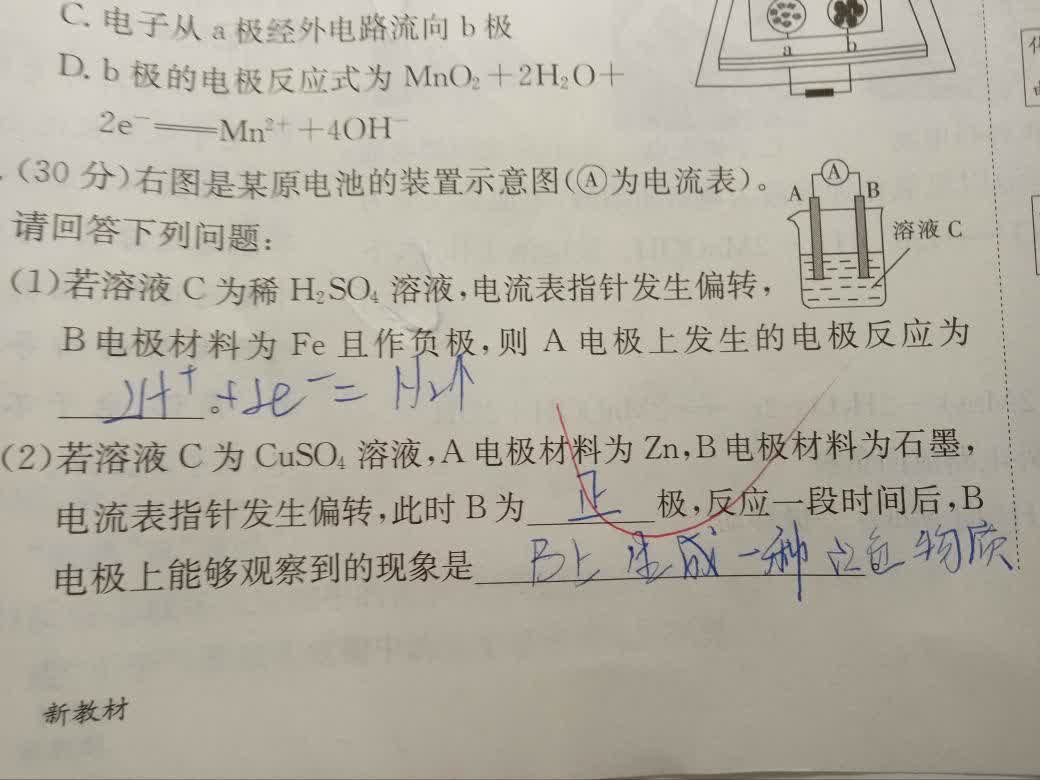 C. 电子从 a 极经外电路流向 b 极
D. b 极的电极反应式为 MnO₂+2H₂O+
2e⁻══Mn²⁺+4OH⁻
a b
.(30 分)右图是某原电池的装置示意图(Ⓐ为电流表)。
请回答下列问题:
A Ⓐ B
溶液 C
(1)若溶液 C 为稀 H₂SO₄ 溶液,电流表指针发生偏转,
B 电极材料为 Fe 且作负极,则 A 电极上发生的电极反应为
2H⁺+2e⁻=H₂↑。
(2)若溶液 C 为 CuSO₄ 溶液,A 电极材料为 Zn,B 电极材料为石墨,
电流表指针发生偏转,此时 B 为 正 极,反应一段时间后,B
电极上能够观察到的现象是 B上生成一种红色物质。
新教材